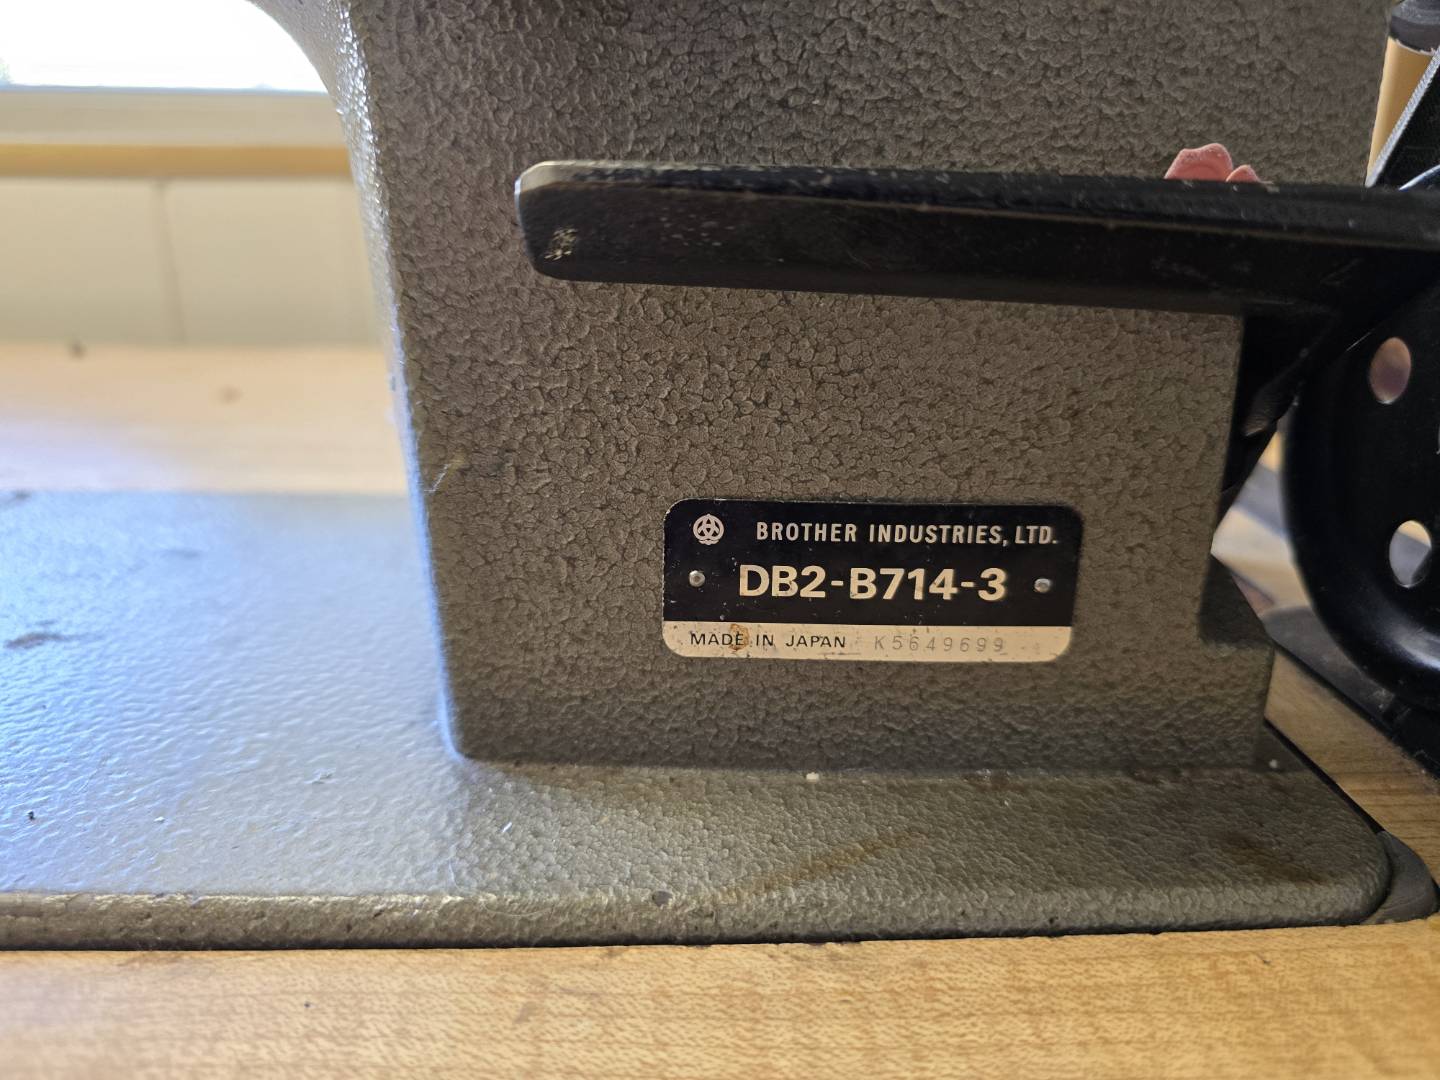 BROTHER INDUSTRIES, LTD.
DB2-B714-3
MADE IN JAPAN K5649699